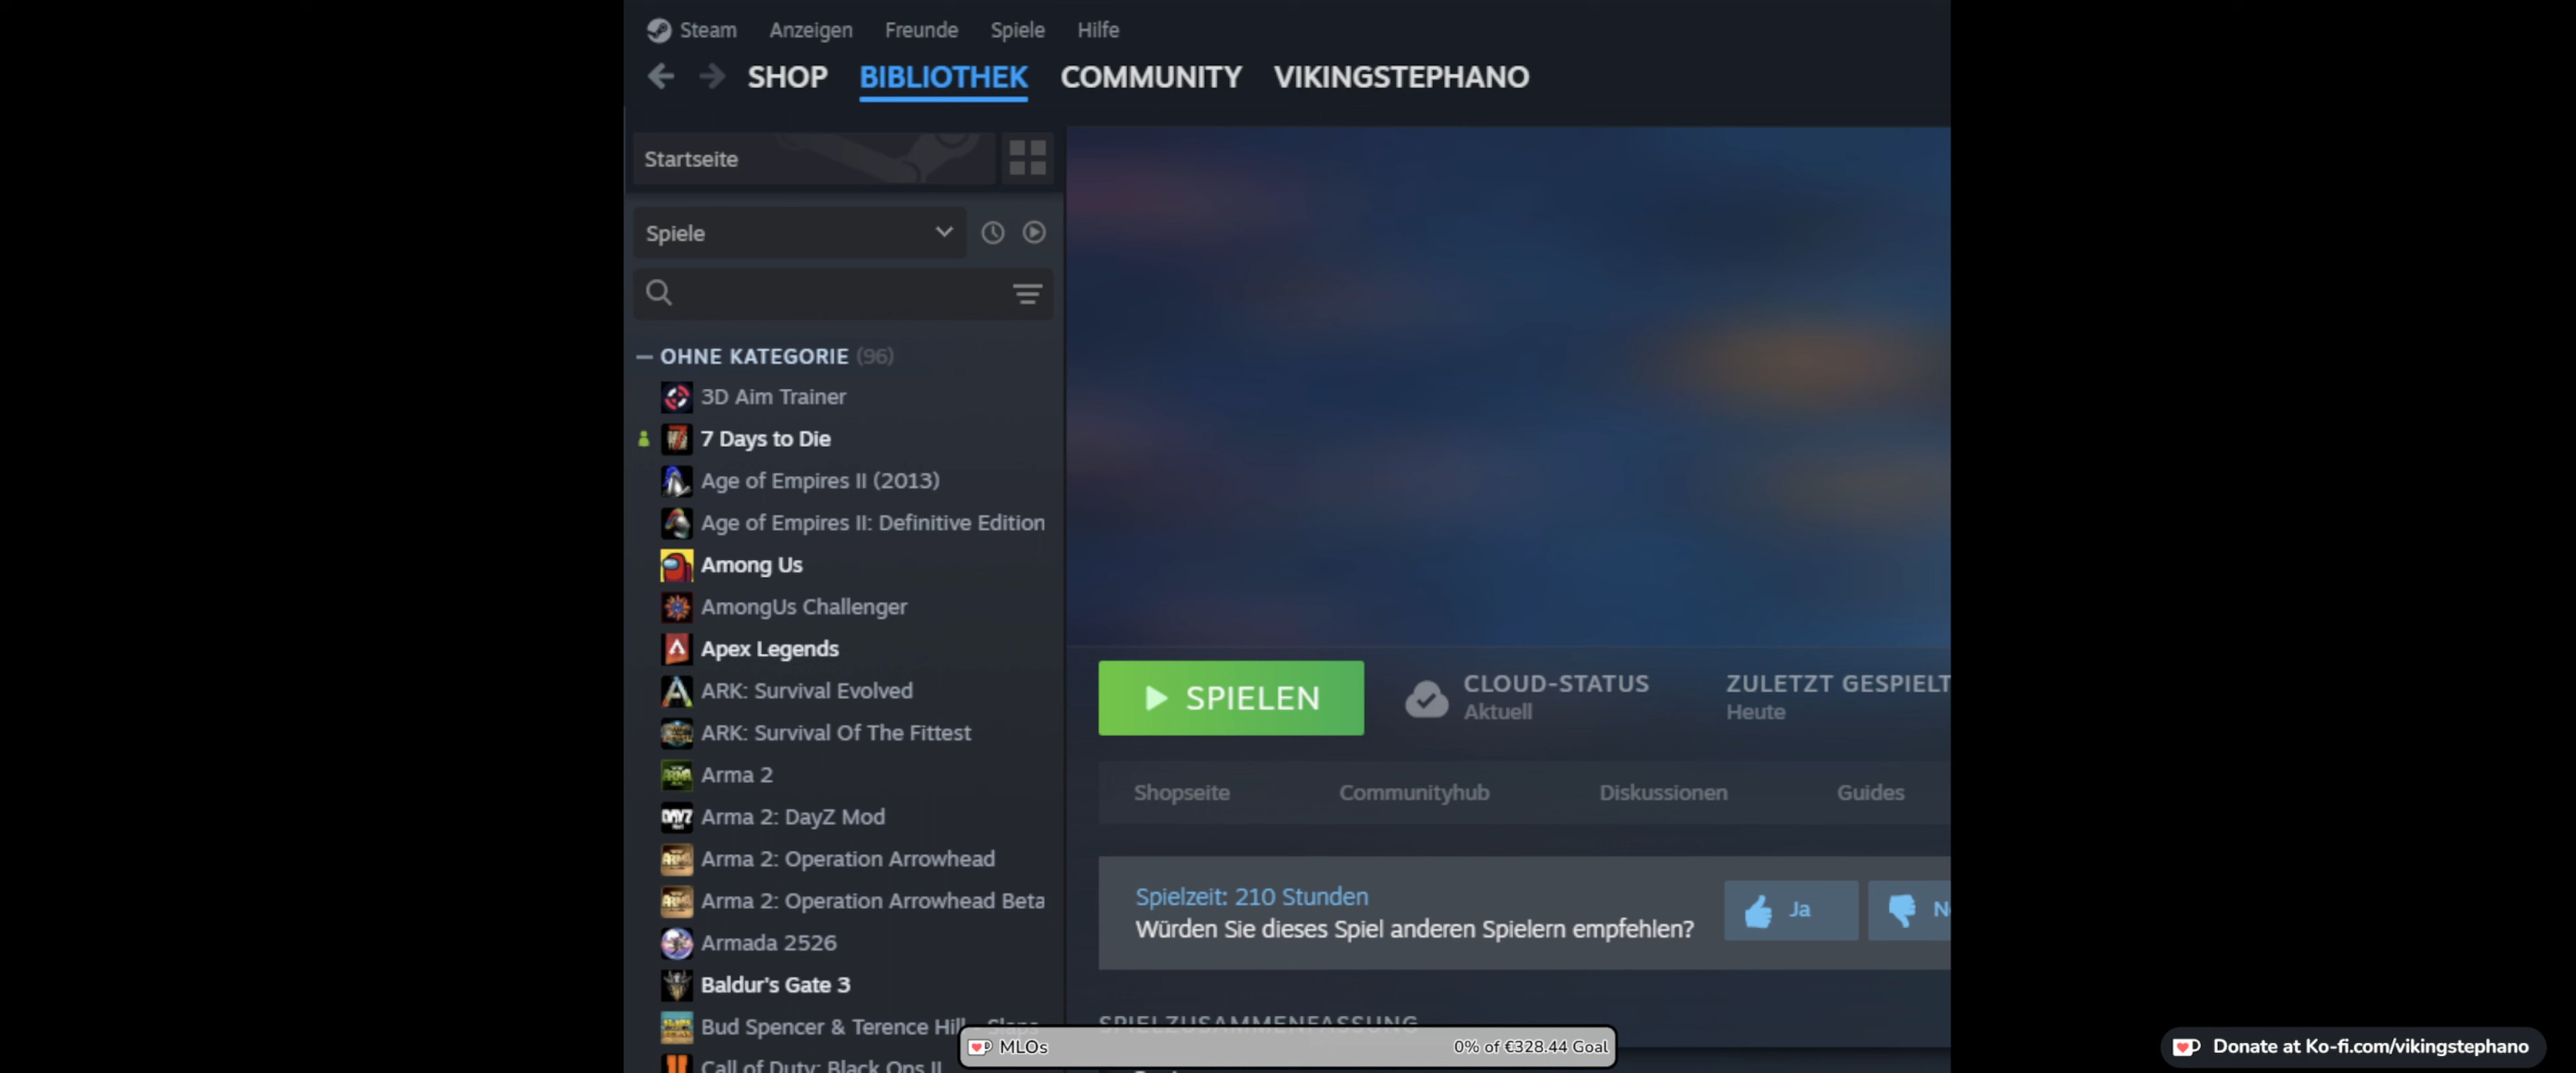 Steam Anzeigen Freunde Spiele Hilfe
SHOP BIBLIOTHEK COMMUNITY VIKINGSTEPHANO
Startseite
Spiele
— OHNE KATEGORIE (96)
3D Aim Trainer
7 Days to Die
Age of Empires II (2013)
Age of Empires II: Definitive Edition
Among Us
AmongUs Challenger
Apex Legends
ARK: Survival Evolved
ARK: Survival Of The Fittest
Arma 2
Arma 2: DayZ Mod
Arma 2: Operation Arrowhead
Arma 2: Operation Arrowhead Beta
Armada 2526
Baldur's Gate 3
Bud Spencer & Terence Hill - Slaps
Call of Duty: Black Ops II
SPIELEN
CLOUD-STATUS
Aktuell
ZULETZT GESPIELT
Heute
Shopseite Communityhub Diskussionen Guides
Spielzeit: 210 Stunden
Würden Sie dieses Spiel anderen Spielern empfehlen?
Ja
SPIELZUSAMMENFASSUNG
MLOs 0% of €328.44 Goal
Donate at Ko-fi.com/vikingstephano